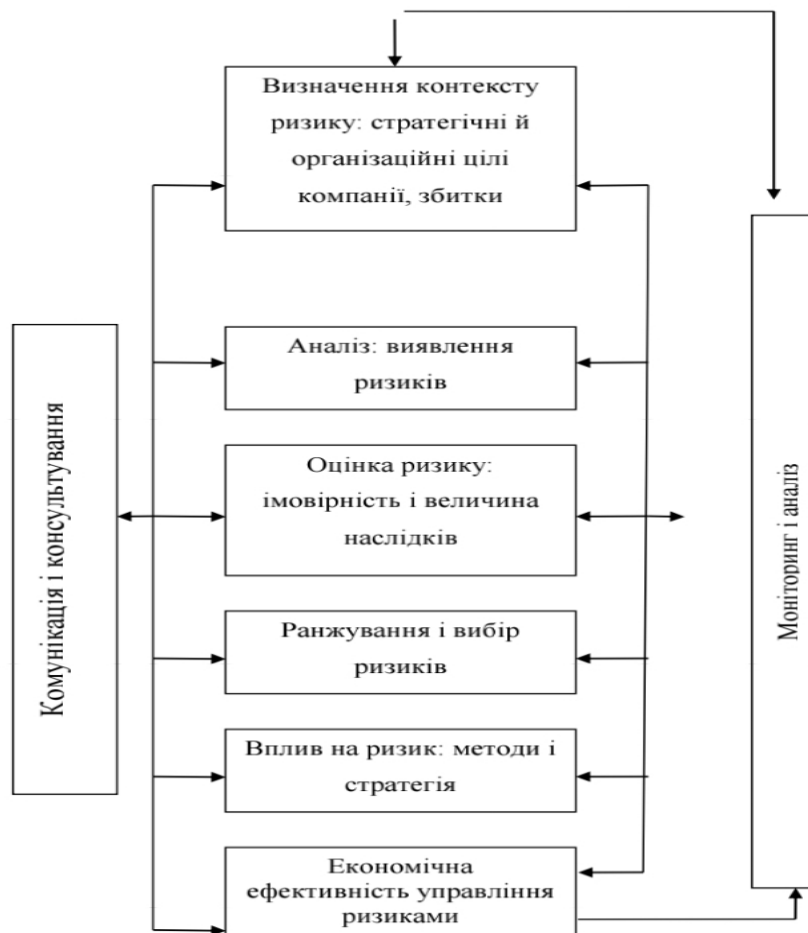 Визначення контексту
ризику: стратегічні й
організаційні цілі
компанії, збитки
Аналіз: виявлення
ризиків
Оцінка ризику:
імовірність і величина
наслідків
Ранжування і вибір
ризиків
Вплив на ризик: методи і
стратегія
Економічна
ефективність управління
ризиками
Комунікація і консультування
Моніторинг і аналіз